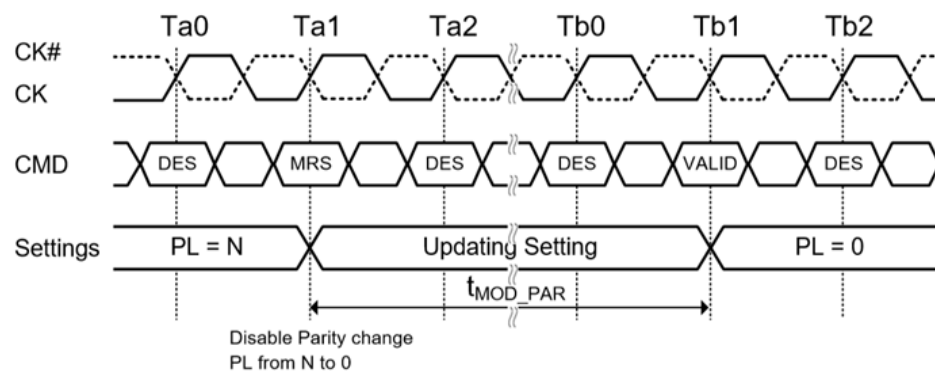 Ta0 Ta1 Ta2 Tb0 Tb1 Tb2
CK#
CK
CMD DES MRS DES DES VALID DES
Settings PL = N Updating Setting PL = 0
tMOD_PAR
Disable Parity change
PL from N to 0